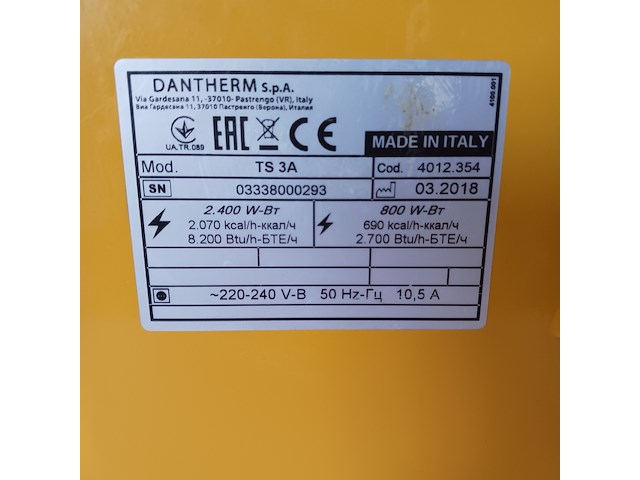 DANTHERM S.p.A.
Via Gardesana 11, -37010- Pastrengo (VR), Italy
Виа Гардесана 11, 37010 Пастренго (Верона), Италия
4160.091
UA.TR.089
EAC CE
MADE IN ITALY
Mod. TS 3A Cod. 4012.354
SN 03338000293 03.2018
2.400 W-Вт 800 W-Вт
2.070 kcal/h-ккал/ч 690 kcal/h-ккал/ч
8.200 Btu/h-БТЕ/ч 2.700 Btu/h-БТЕ/ч
~220-240 V-В 50 Hz-Гц 10,5 A